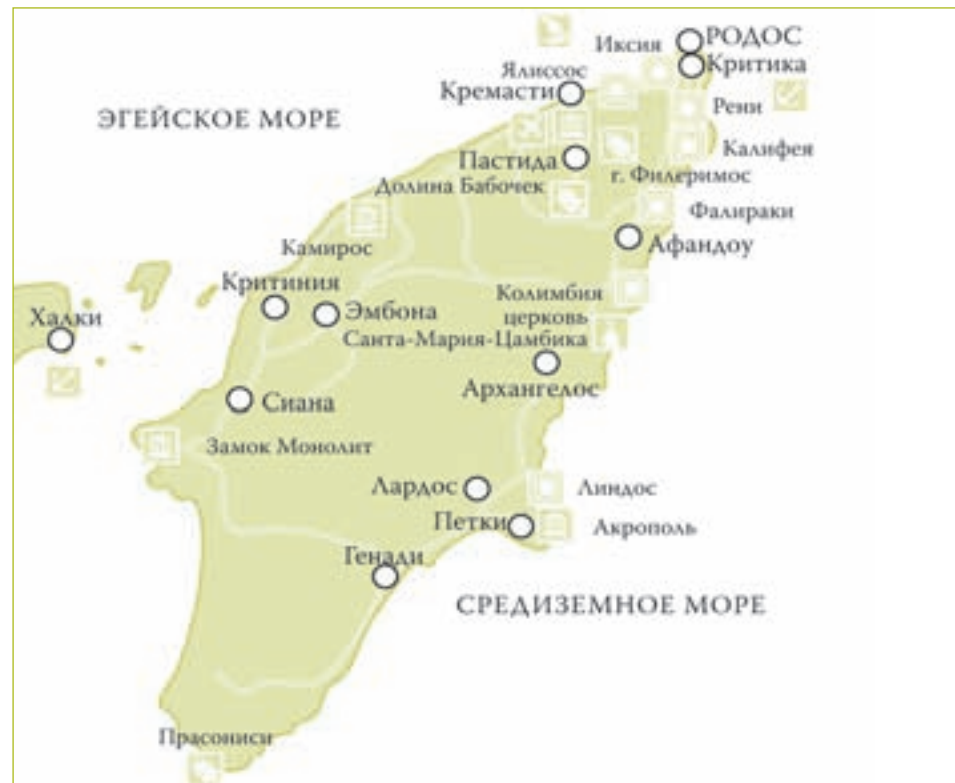 РОДОС
Иксия
Критика
Ялиссос
Кремасти
Рени
ЭГЕЙСКОЕ МОРЕ
Калифея
Пастида
г. Филеримос
Долина Бабочек
Фалираки
Афандоу
Камирос
Критиния
Колимбия
Эмбона
церковь
Халки
Санта-Мария-Цамбика
Архангелос
Сиана
Замок Монолит
Лардос
Линдос
Петки
Акрополь
Генади
СРЕДИЗЕМНОЕ МОРЕ
Прасониси